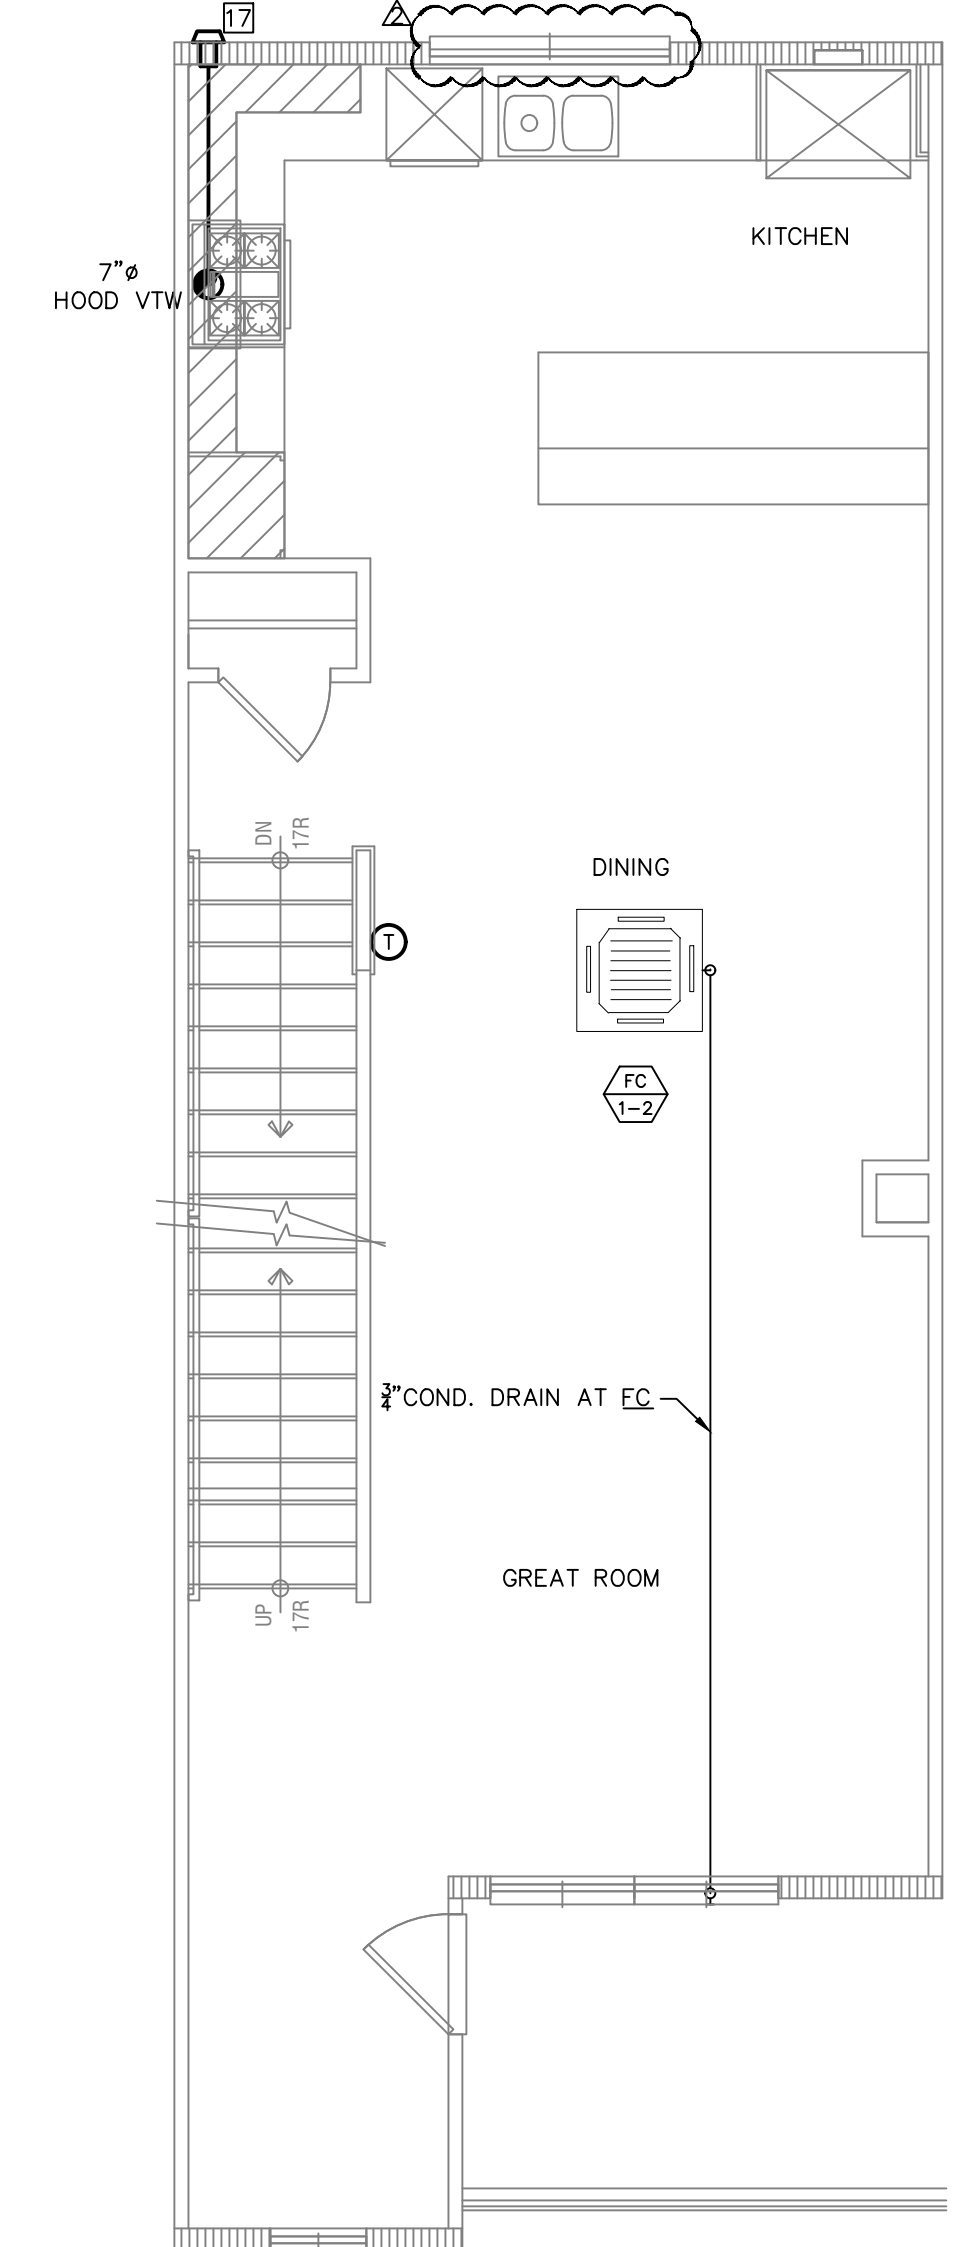 17
2
KITCHEN
7"ø
HOOD VTW
DN
17R
DINING
T
FC
1-2
3/4"COND. DRAIN AT FC
GREAT ROOM
UP
17R